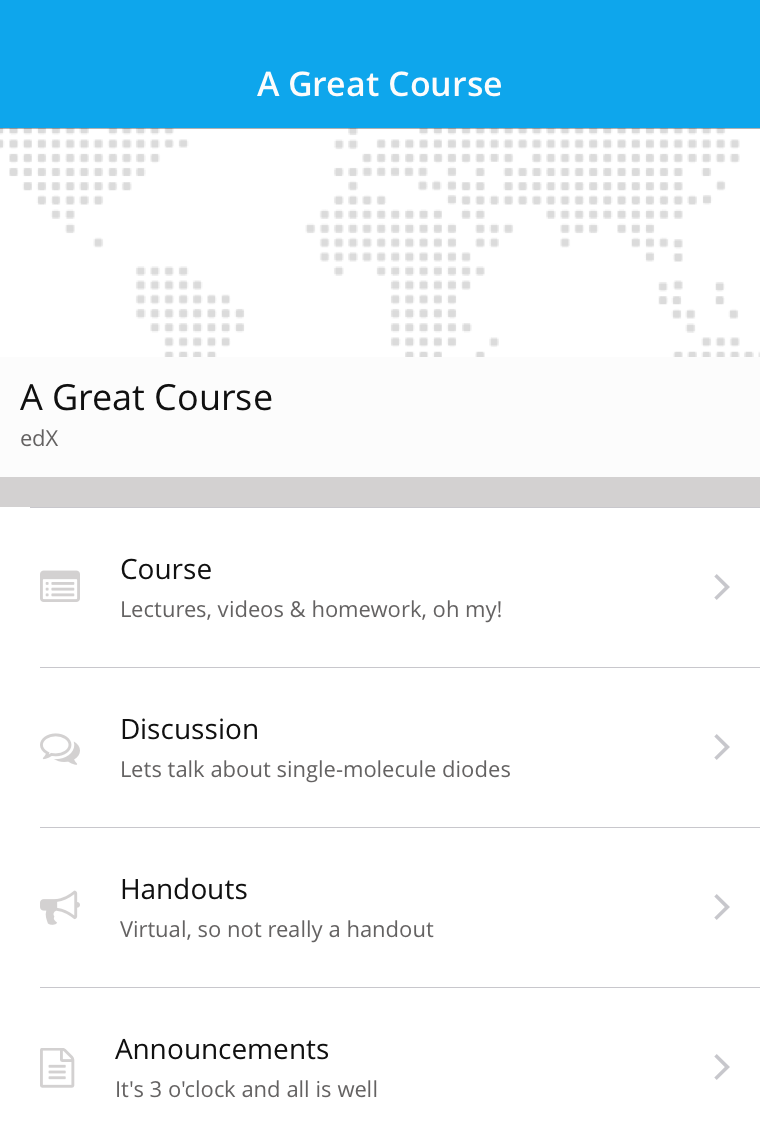 A Great Course
A Great Course
edX
Course
Lectures, videos & homework, oh my!
Discussion
Lets talk about single-molecule diodes
Handouts
Virtual, so not really a handout
Announcements
It's 3 o'clock and all is well